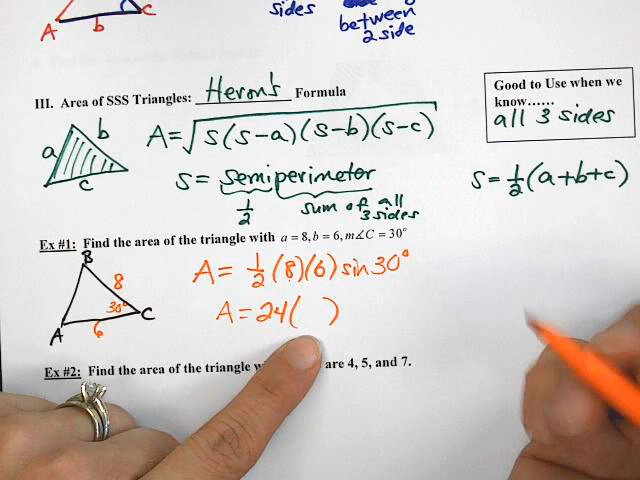 sides
between
2 side
A
b
C
III. Area of SSS Triangles: Heron's Formula
Good to Use when we
know......
all 3 sides
a
b
c
A=√s(s-a)(s-b)(s-c)
s = semiperimeter
1/2
sum of all
3 sides
s=1/2(a+b+c)
Ex #1: Find the area of the triangle with a = 8, b = 6, m∡C = 30°
B
8
30°
C
A
6
A= 1/2 (8)(6) sin 30°
A=24( )
Ex #2: Find the area of the triangle are 4, 5, and 7.